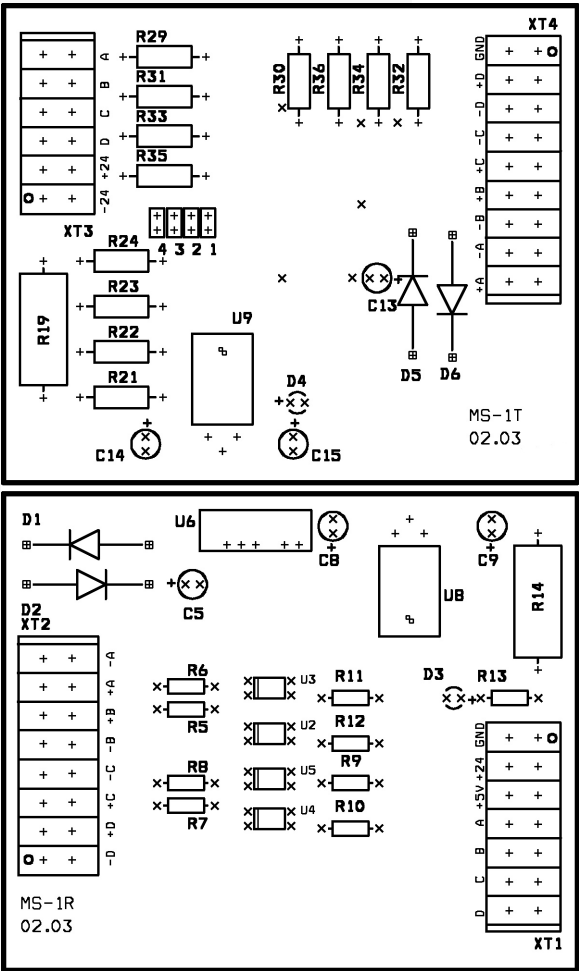 XT4
R29
A
R31
B
R33
C
R35
D
+24
-24
XT3
R30
R36
R34
R32
GND
+D
-D
-C
+C
+B
-B
-A
+A
4 3 2 1
R24
R23
R22
R21
R19
U9
D4
C13
D5 D6
C14
C15
MS-1T
02.03
D1
D2
XT2
U6
C8
C9
C5
U8
R14
-A
+A
+B
-B
-C
+C
+D
-D
R6
R5
R8
R7
U3
U2
U5
U4
R11
R12
R9
R10
D3
R13
GND
+24
+5V
A
B
C
D
XT1
MS-1R
02.03